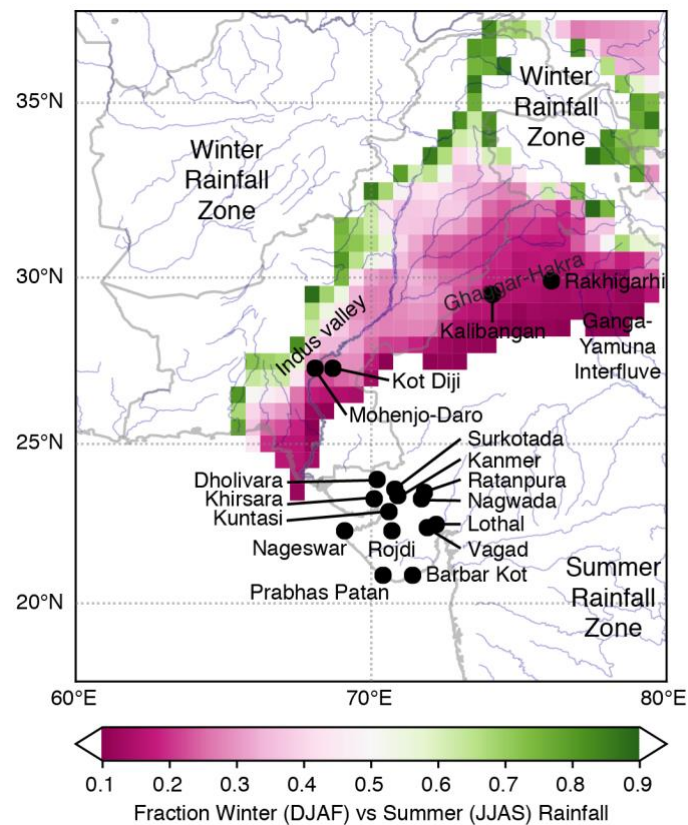 35°N
30°N
25°N
20°N
60°E
70°E
80°E
Winter
Rainfall
Zone
Winter
Rainfall
Zone
Indus valley
Ghaggar-Hakra
Rakhigarhi
Kalibangan
Ganga-
Yamuna
Interfluve
Kot Diji
Mohenjo-Daro
Surkotada
Kanmer
Dholivara
Ratanpura
Khirsara
Nagwada
Kuntasi
Lothal
Nageswar
Rojdi
Vagad
Prabhas Patan
Barbar Kot
Summer
Rainfall
Zone
0.1 0.2 0.3 0.4 0.5 0.6 0.7 0.8 0.9
Fraction Winter (DJAF) vs Summer (JJAS) Rainfall